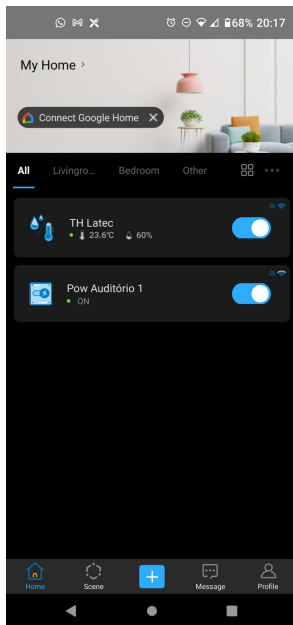 68% 20:17
My Home
Connect Google Home
All Livingro... Bedroom Other
TH Latec
23.6℃ 60%
Pow Auditório 1
ON
Home Scene Message Profile